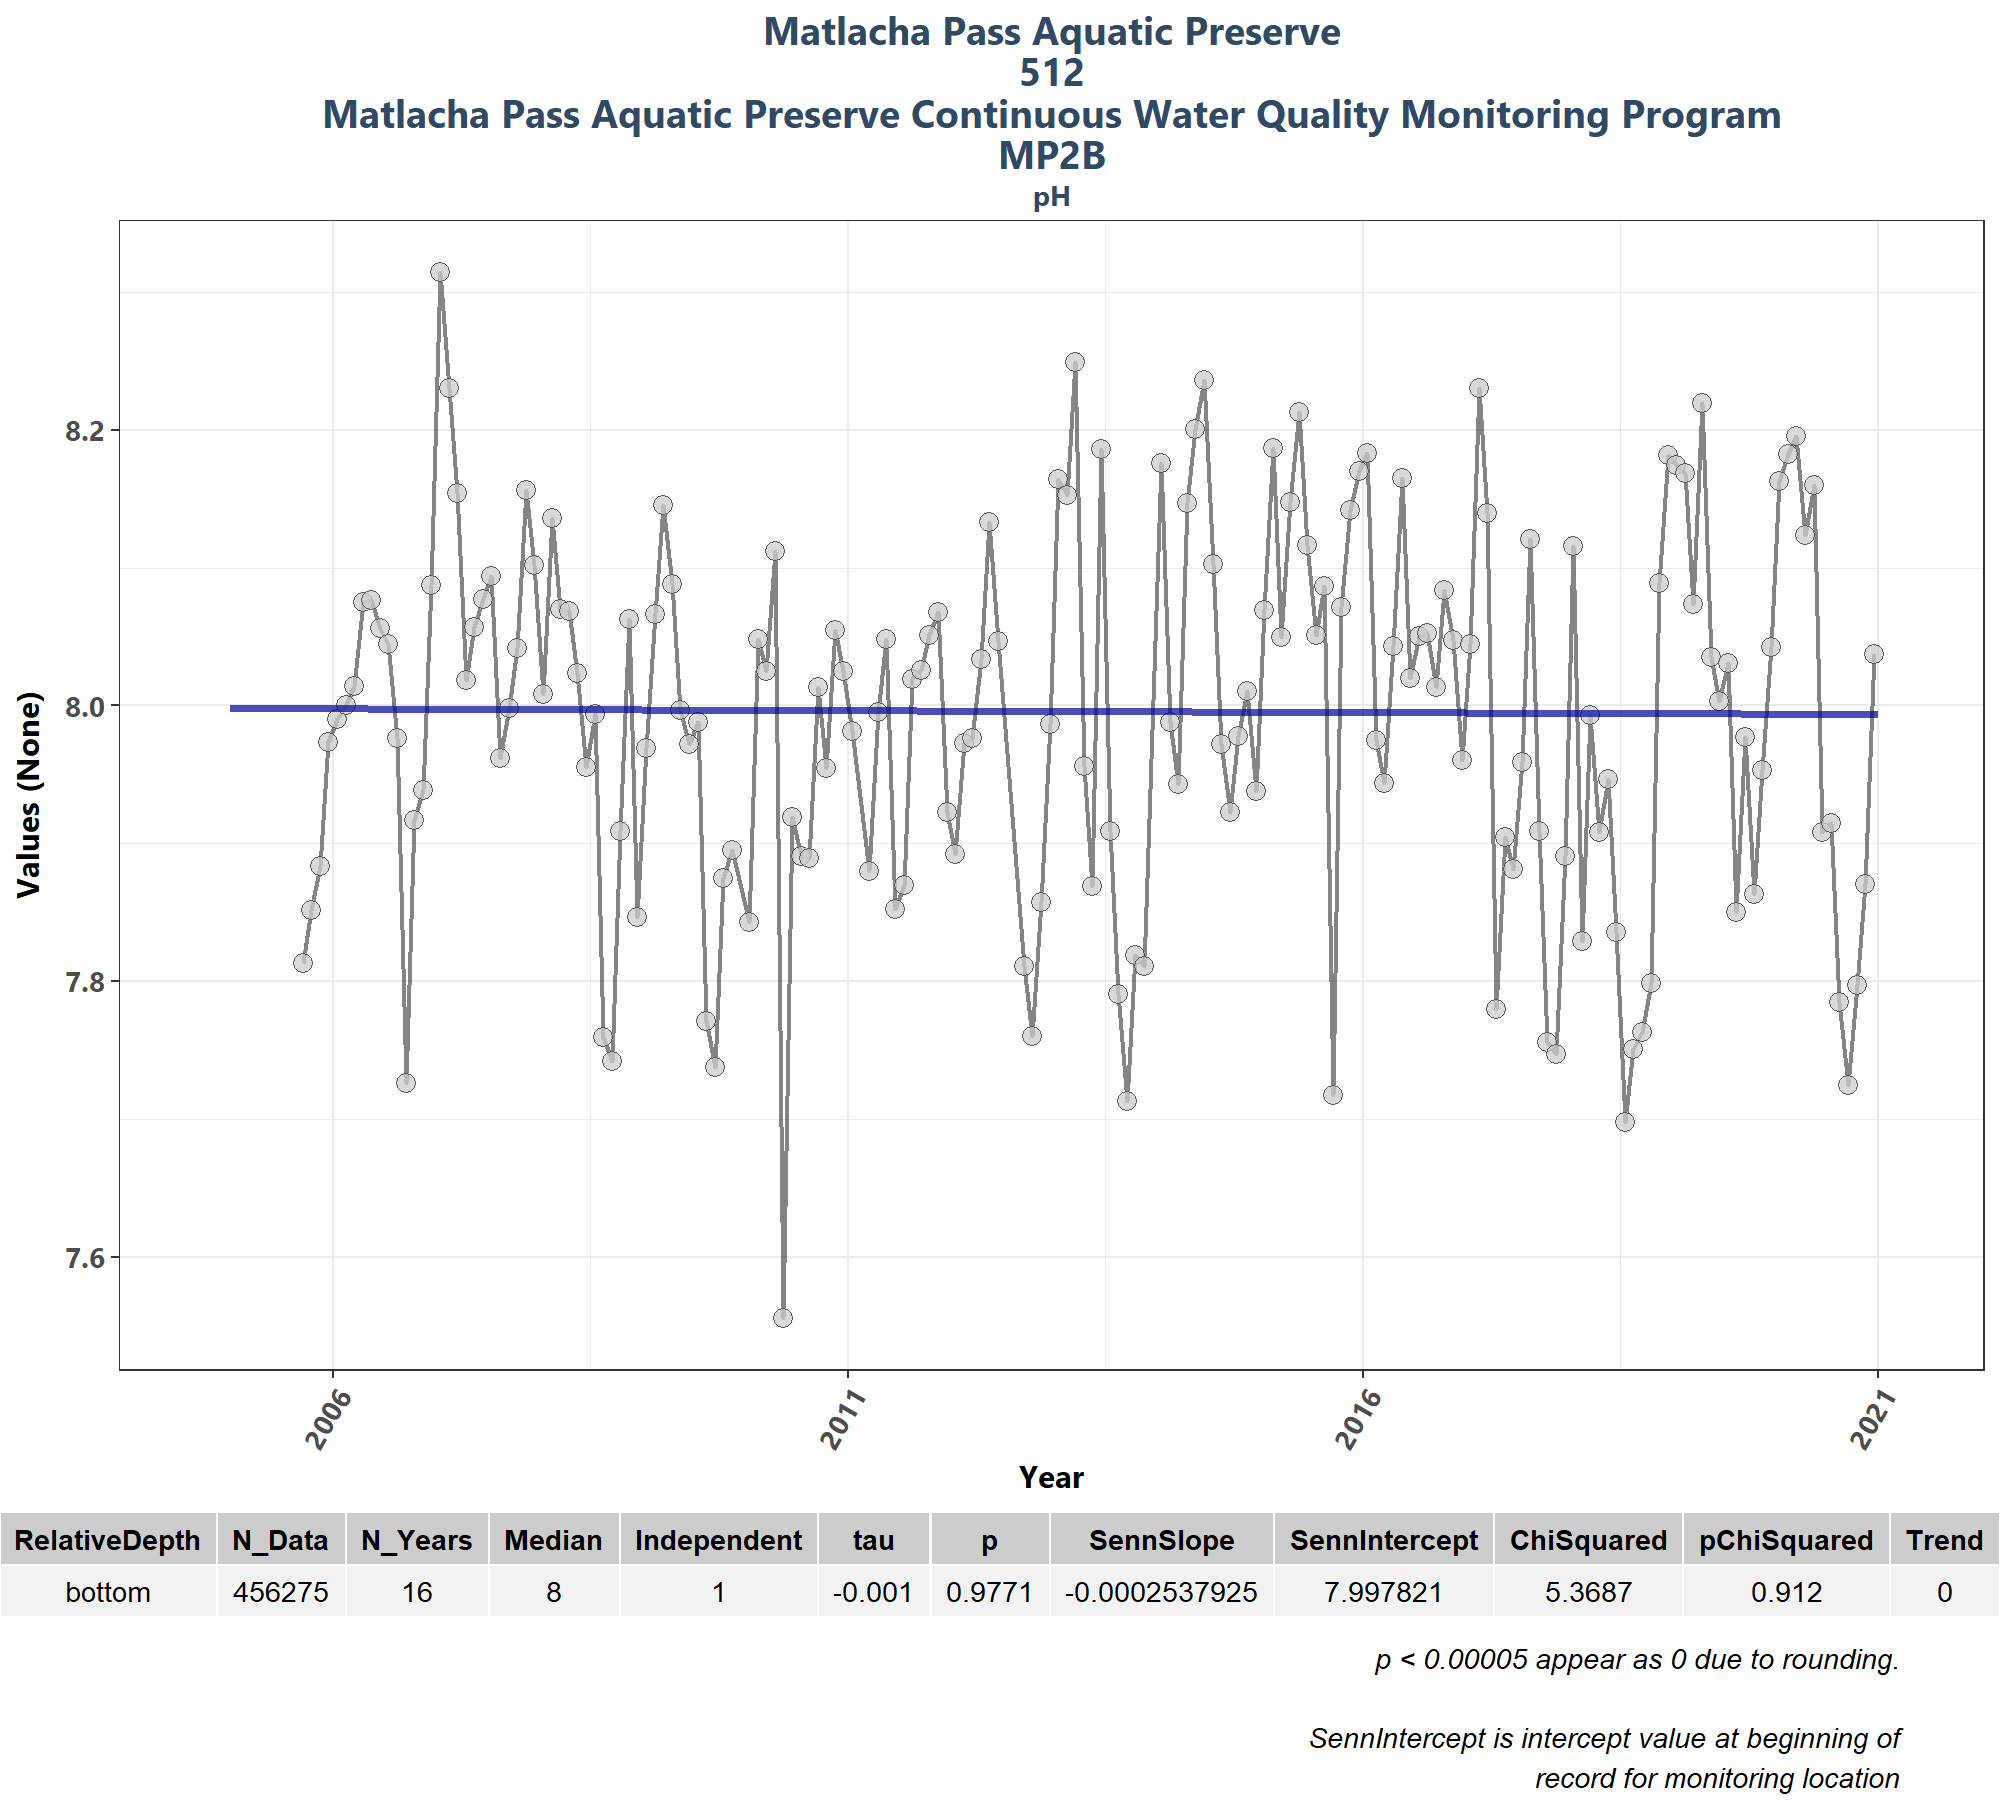 Matlacha Pass Aquatic Preserve
512
Matlacha Pass Aquatic Preserve Continuous Water Quality Monitoring Program
MP2B
pH
8.2
8.0
7.8
7.6
Values (None)
2006 2011 2016 2021
Year
RelativeDepth N_Data N_Years Median Independent tau p SennSlope SennIntercept ChiSquared pChiSquared Trend
bottom 456275 16 8 1 -0.001 0.9771 -0.0002537925 7.997821 5.3687 0.912 0
p < 0.00005 appear as 0 due to rounding.
SennIntercept is intercept value at beginning of
record for monitoring location